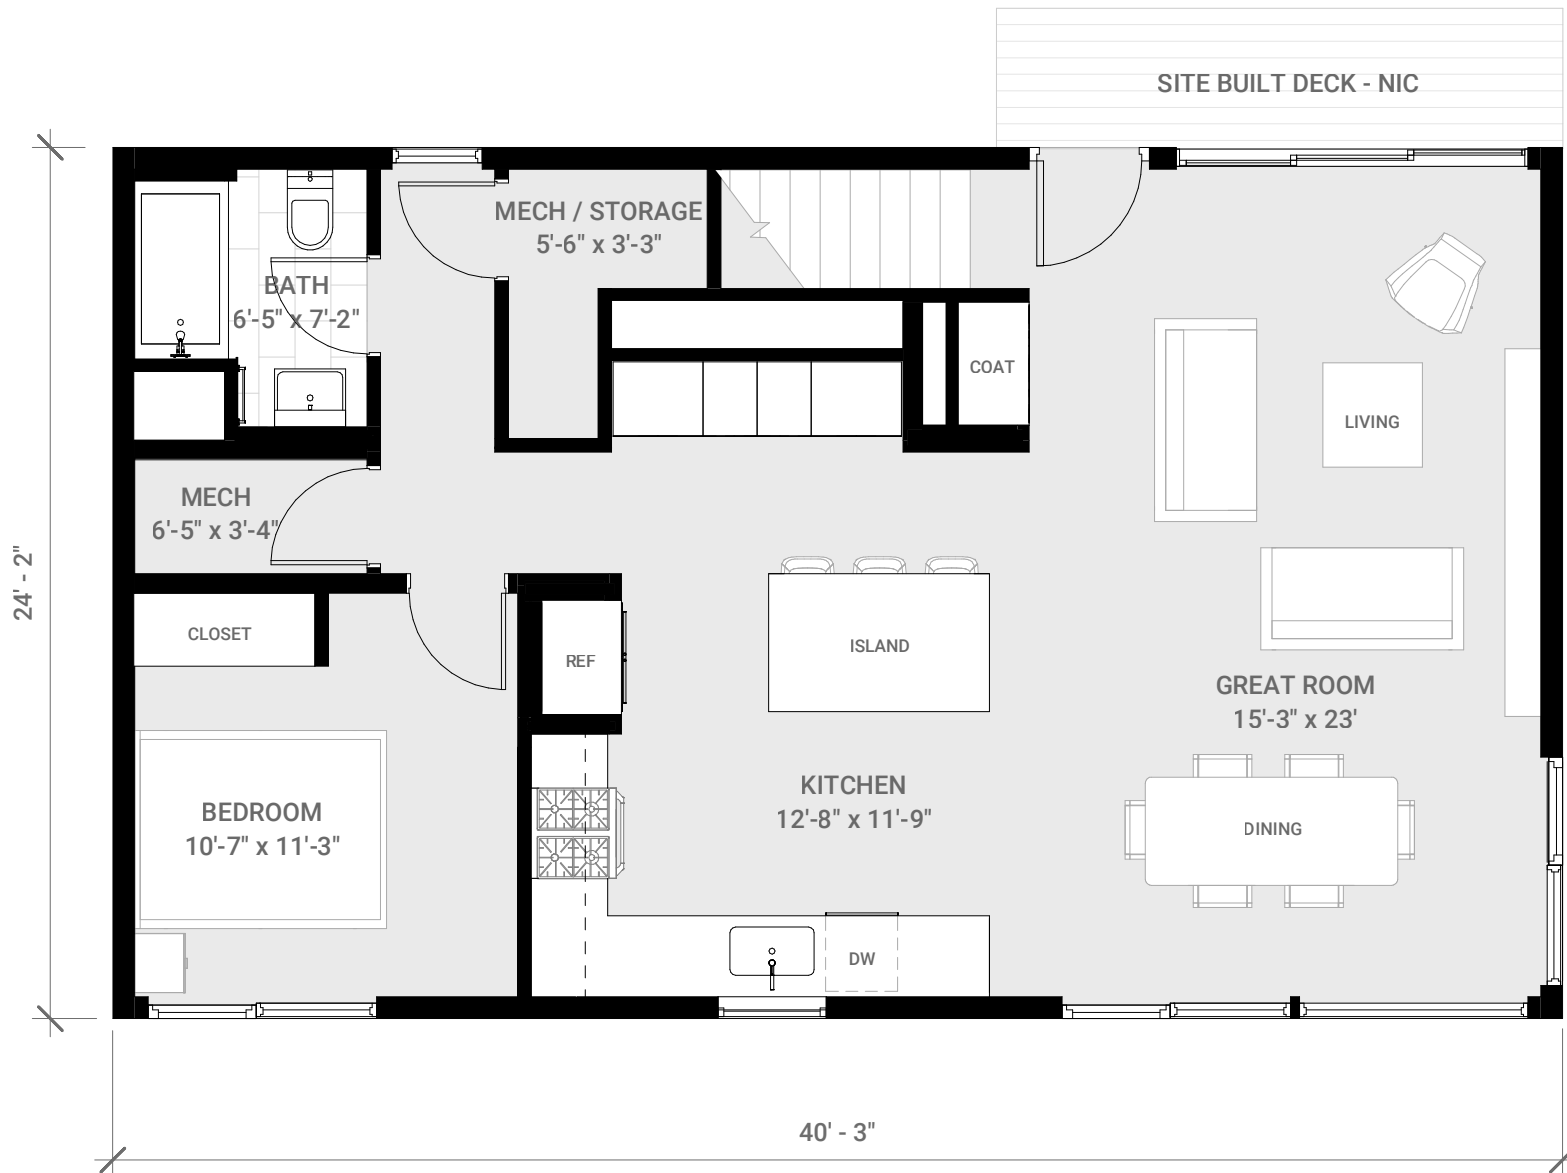 SITE BUILT DECK - NIC
MECH / STORAGE
5'-6" x 3'-3"
BATH
6'-5" x 7'-2"
COAT
LIVING
MECH
6'-5" x 3'-4"
24' - 2"
CLOSET
REF
ISLAND
GREAT ROOM
15'-3" x 23'
KITCHEN
12'-8" x 11'-9"
BEDROOM
10'-7" x 11'-3"
DINING
DW
40' - 3"